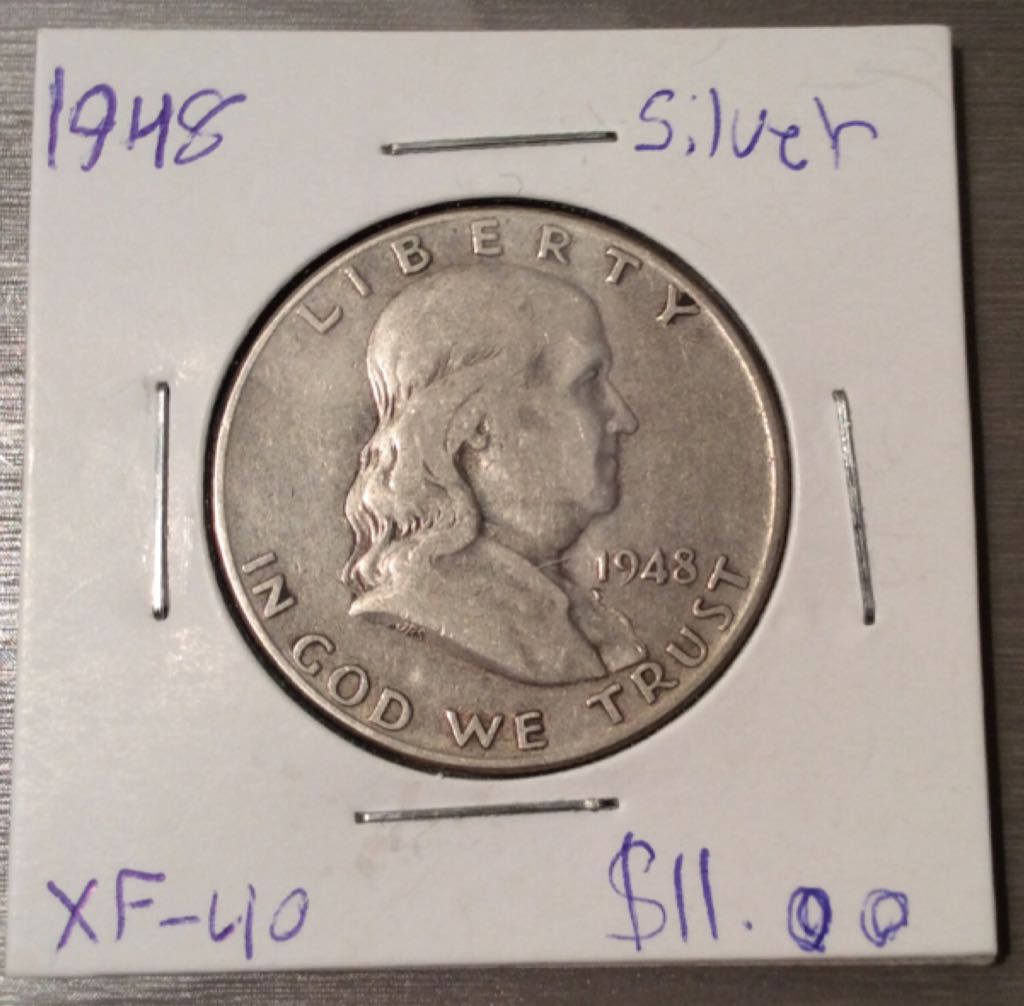 1948 Silver
LIBERTY
1948
IN GOD WE TRUST
XF-40 $11.00